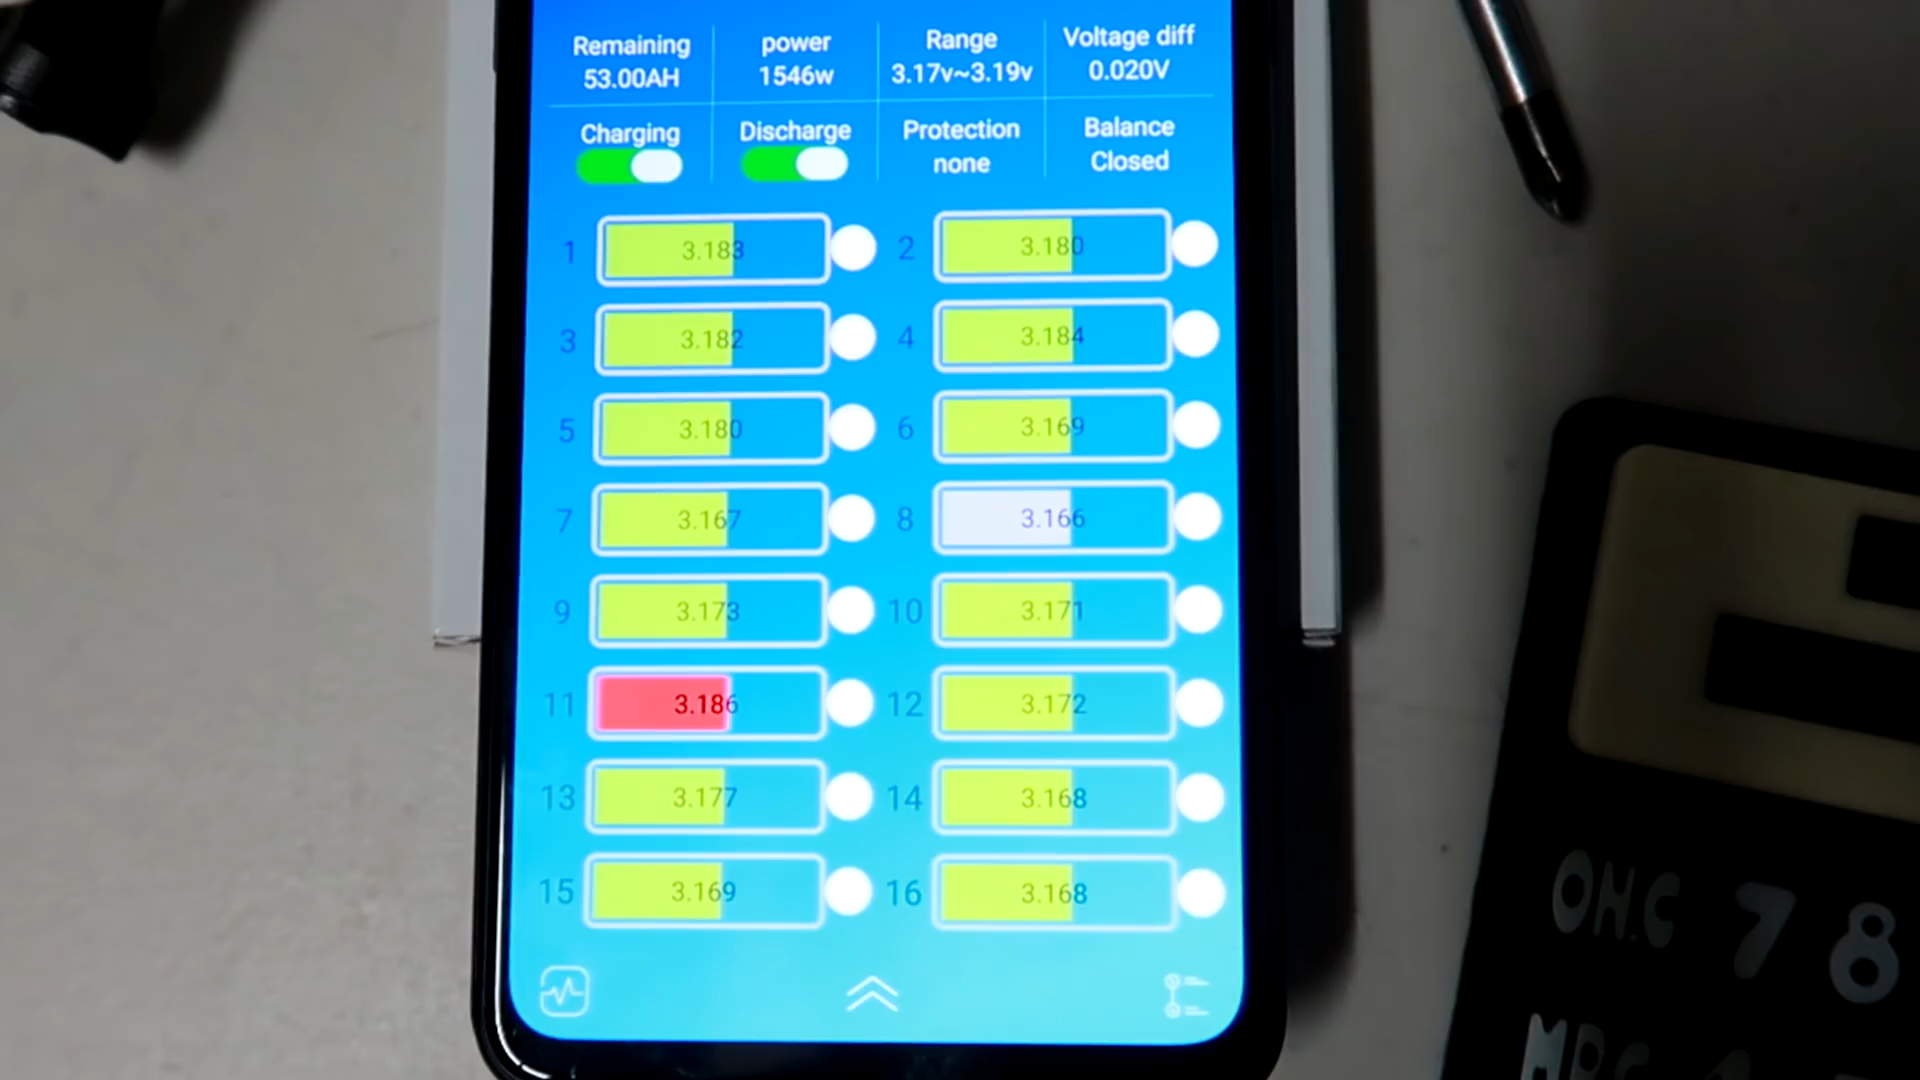 Remaining power Range Voltage diff
53.00AH 1546w 3.17v~3.19v 0.020V
Charging Discharge Protection Balance
none Closed
1 3.183 2 3.180
3 3.182 4 3.184
5 3.180 6 3.169
7 3.167 8 3.166
9 3.173 10 3.171
11 3.186 12 3.172
13 3.177 14 3.168
15 3.169 16 3.168
OH.C 7 8